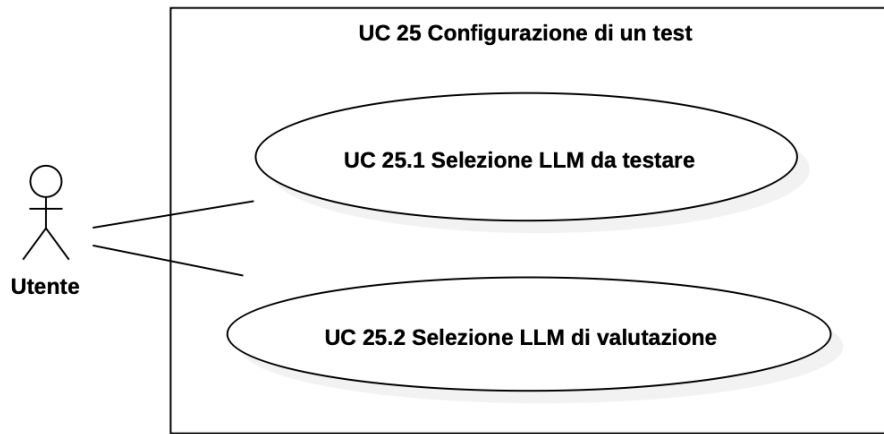 UC 25 Configurazione di un test
UC 25.1 Selezione LLM da testare
Utente
UC 25.2 Selezione LLM di valutazione